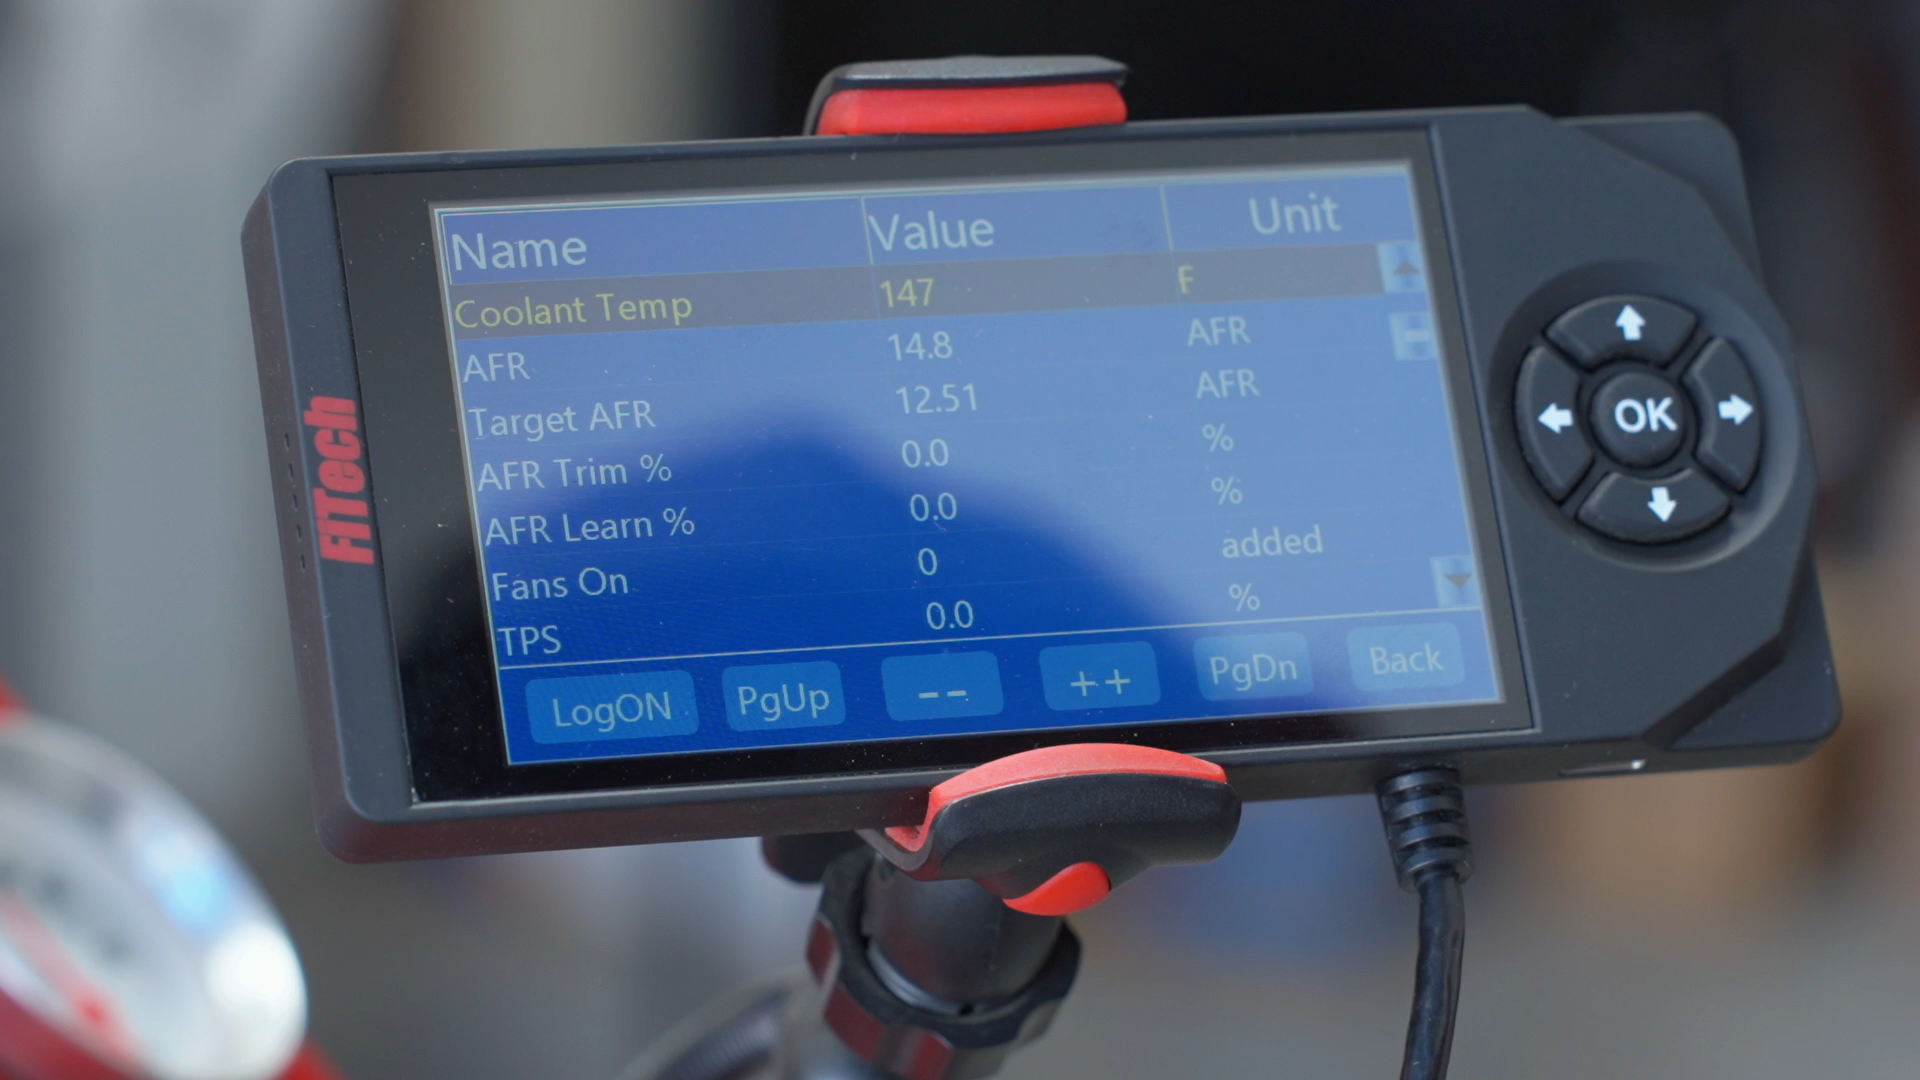 Name Value Unit
Coolant Temp 147 F
AFR 14.8 AFR
Target AFR 12.51 AFR
AFR Trim % 0.0 %
AFR Learn % 0.0 %
Fans On 0 added
TPS 0.0 %
LogON PgUp -- ++ PgDn Back
FiTech
OK